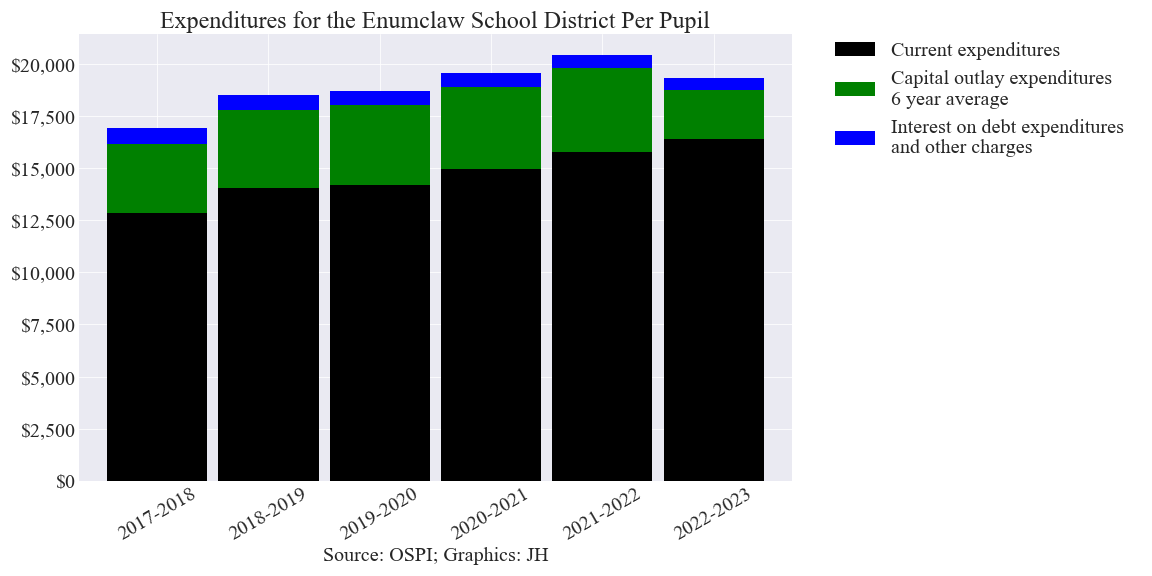 Expenditures for the Enumclaw School District Per Pupil
$20,000
$17,500
$15,000
$12,500
$10,000
$7,500
$5,000
$2,500
$0
2017-2018
2018-2019
2019-2020
2020-2021
2021-2022
2022-2023
Source: OSPI; Graphics: JH
Current expenditures
Capital outlay expenditures
6 year average
Interest on debt expenditures
and other charges